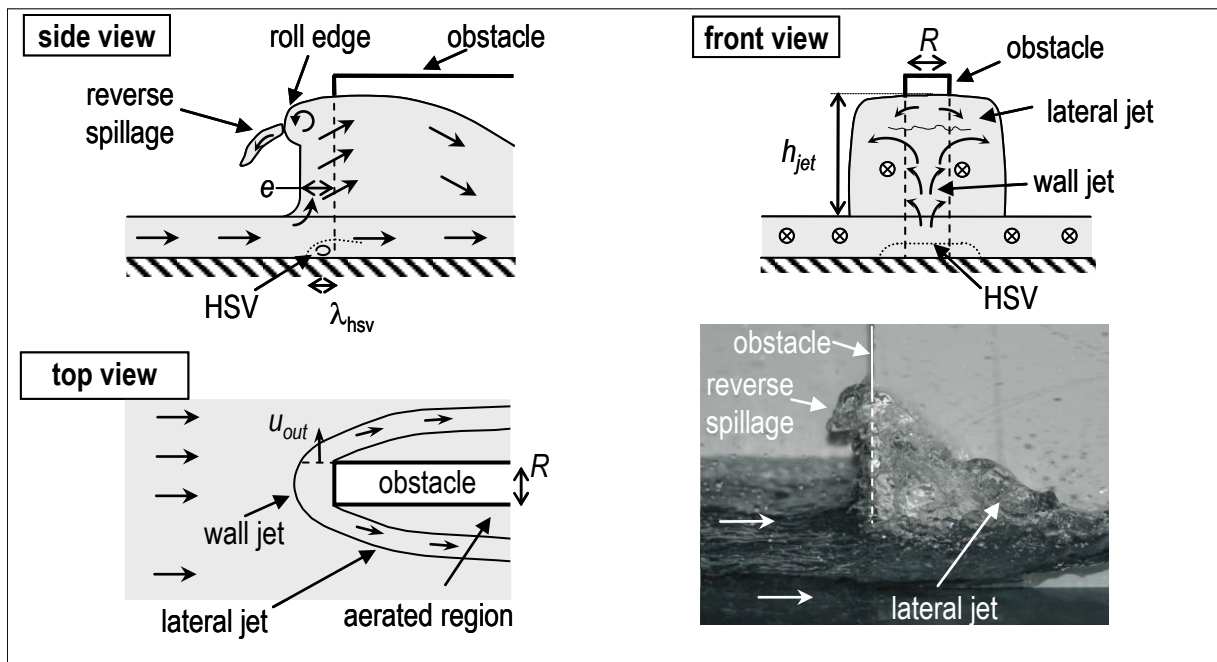 side view
roll edge
obstacle
reverse
spillage
e
HSV
λhsv
front view
R
obstacle
lateral jet
hjet
wall jet
HSV
top view
uout
obstacle
R
wall jet
lateral jet
aerated region
obstacle
reverse
spillage
lateral jet